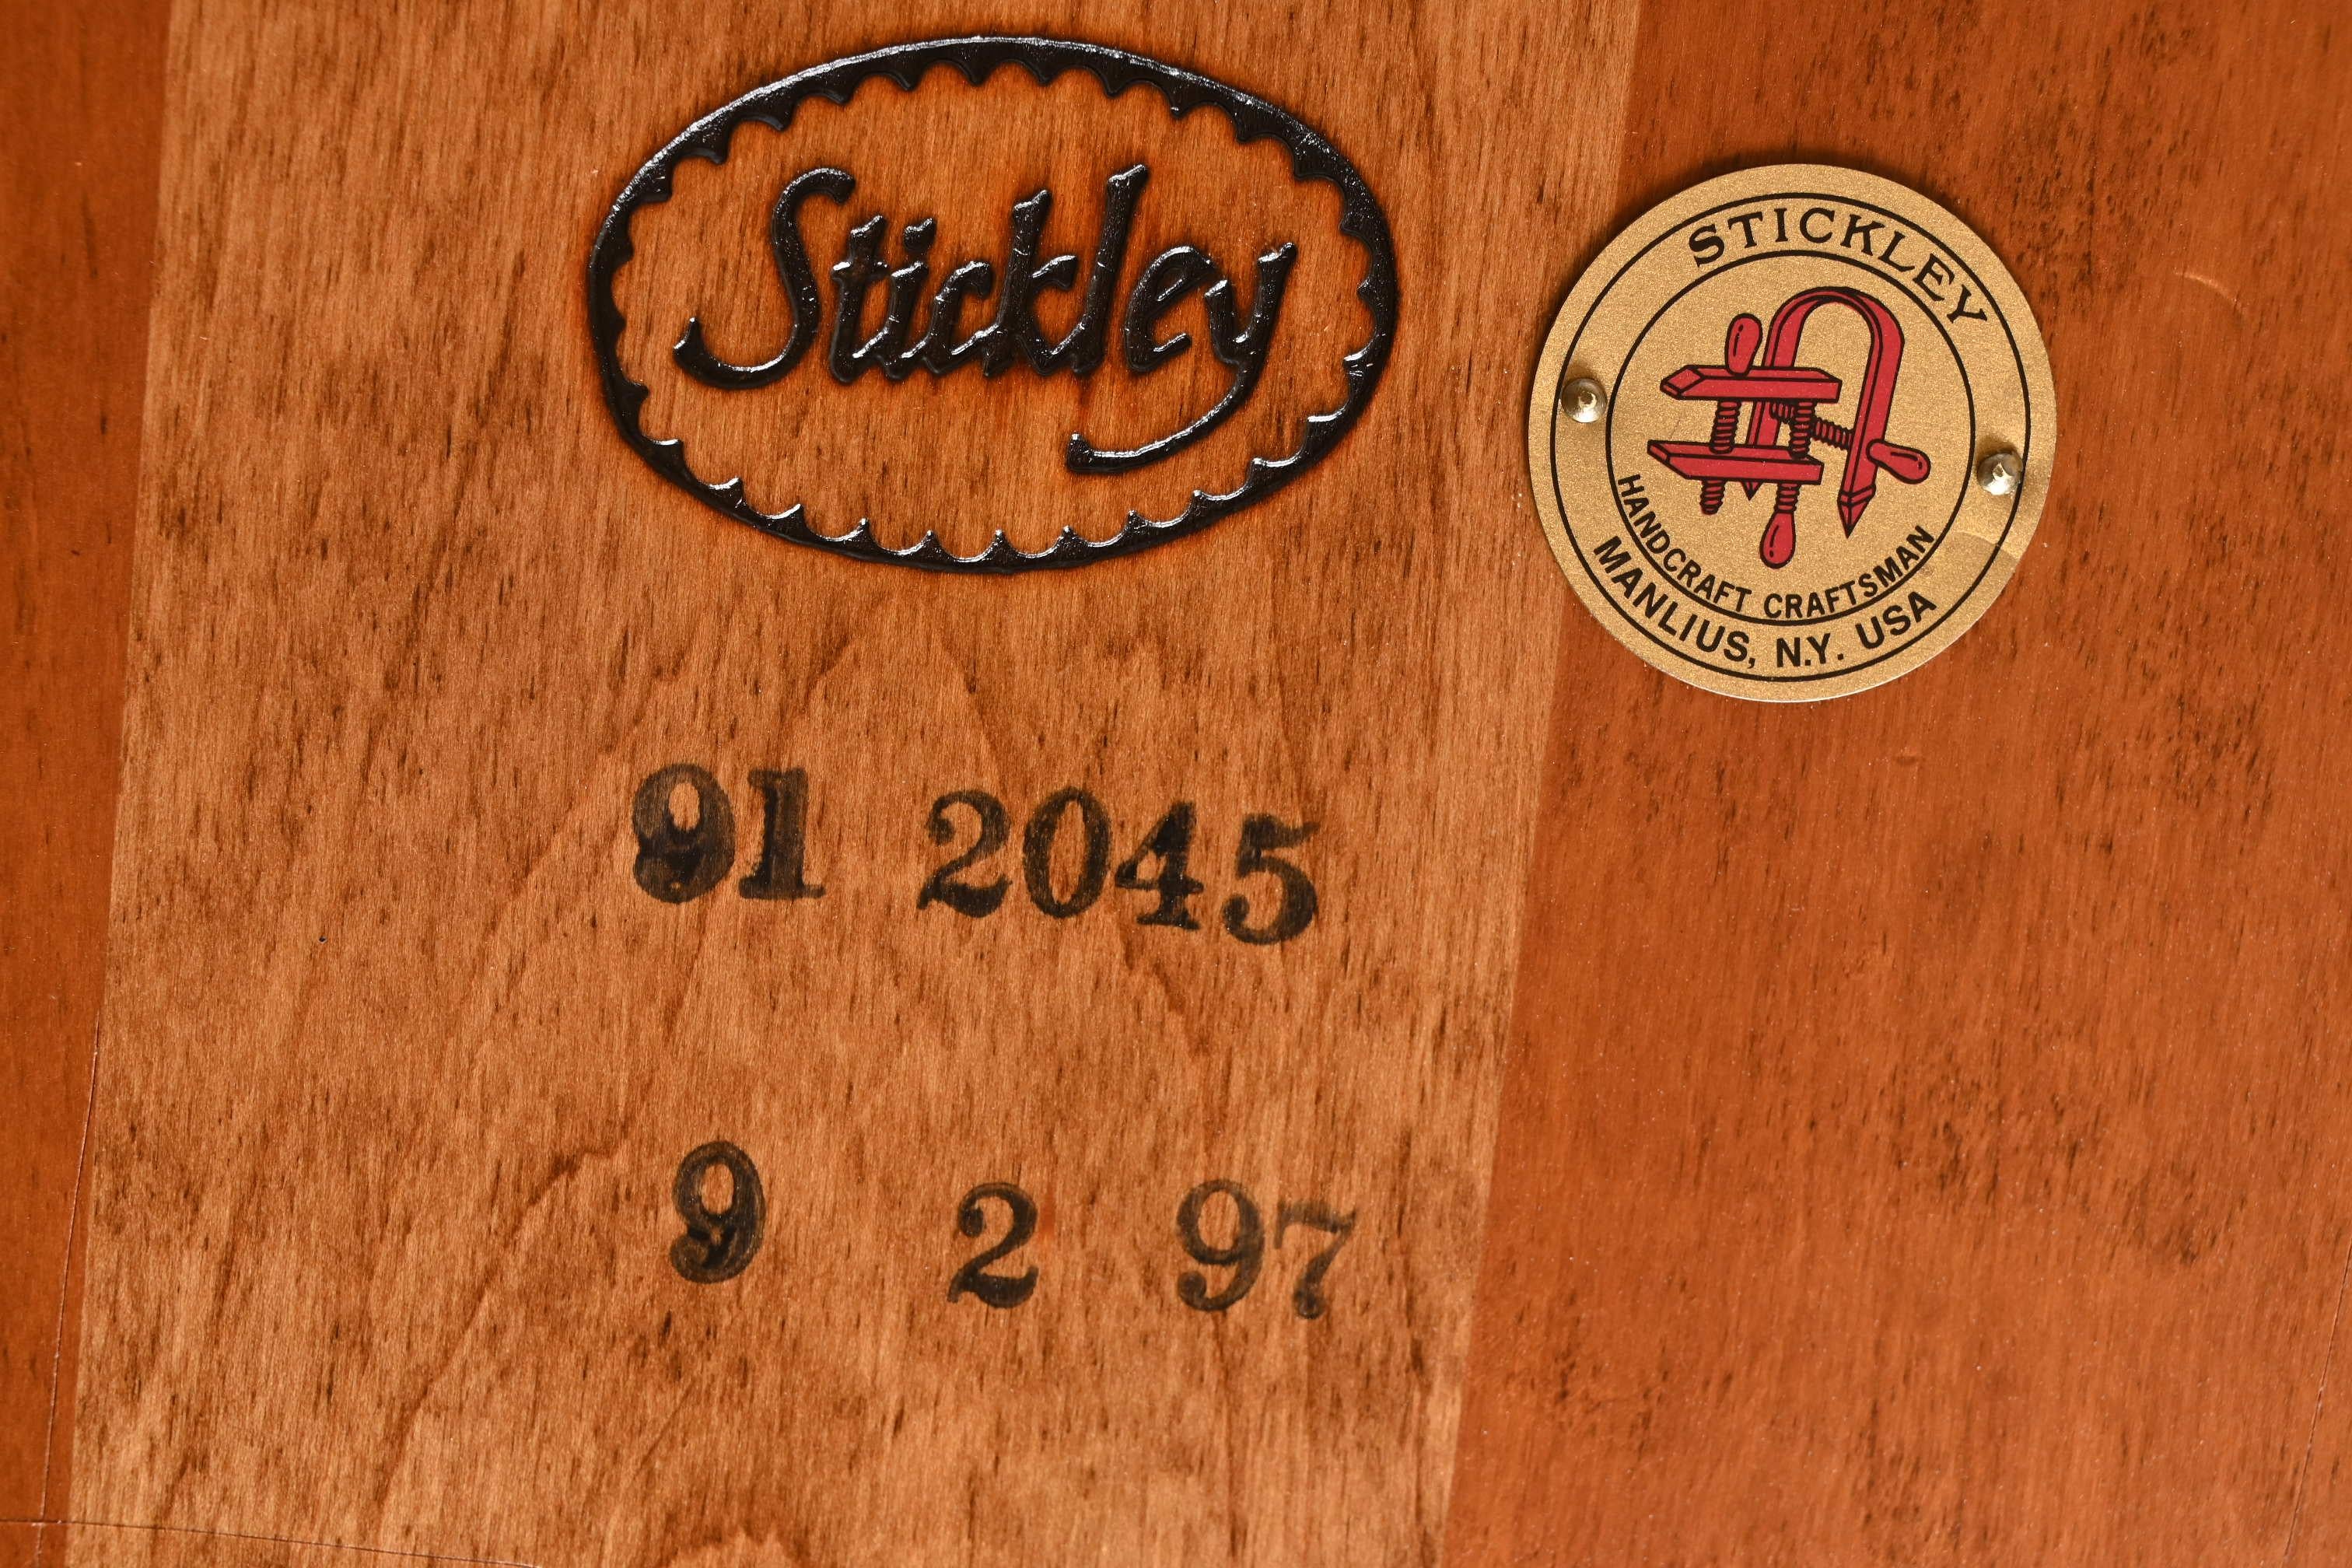 Stickley
STICKLEY
HANDCRAFT CRAFTSMAN
MANLIUS, N.Y. USA
91 2045
9 2 97